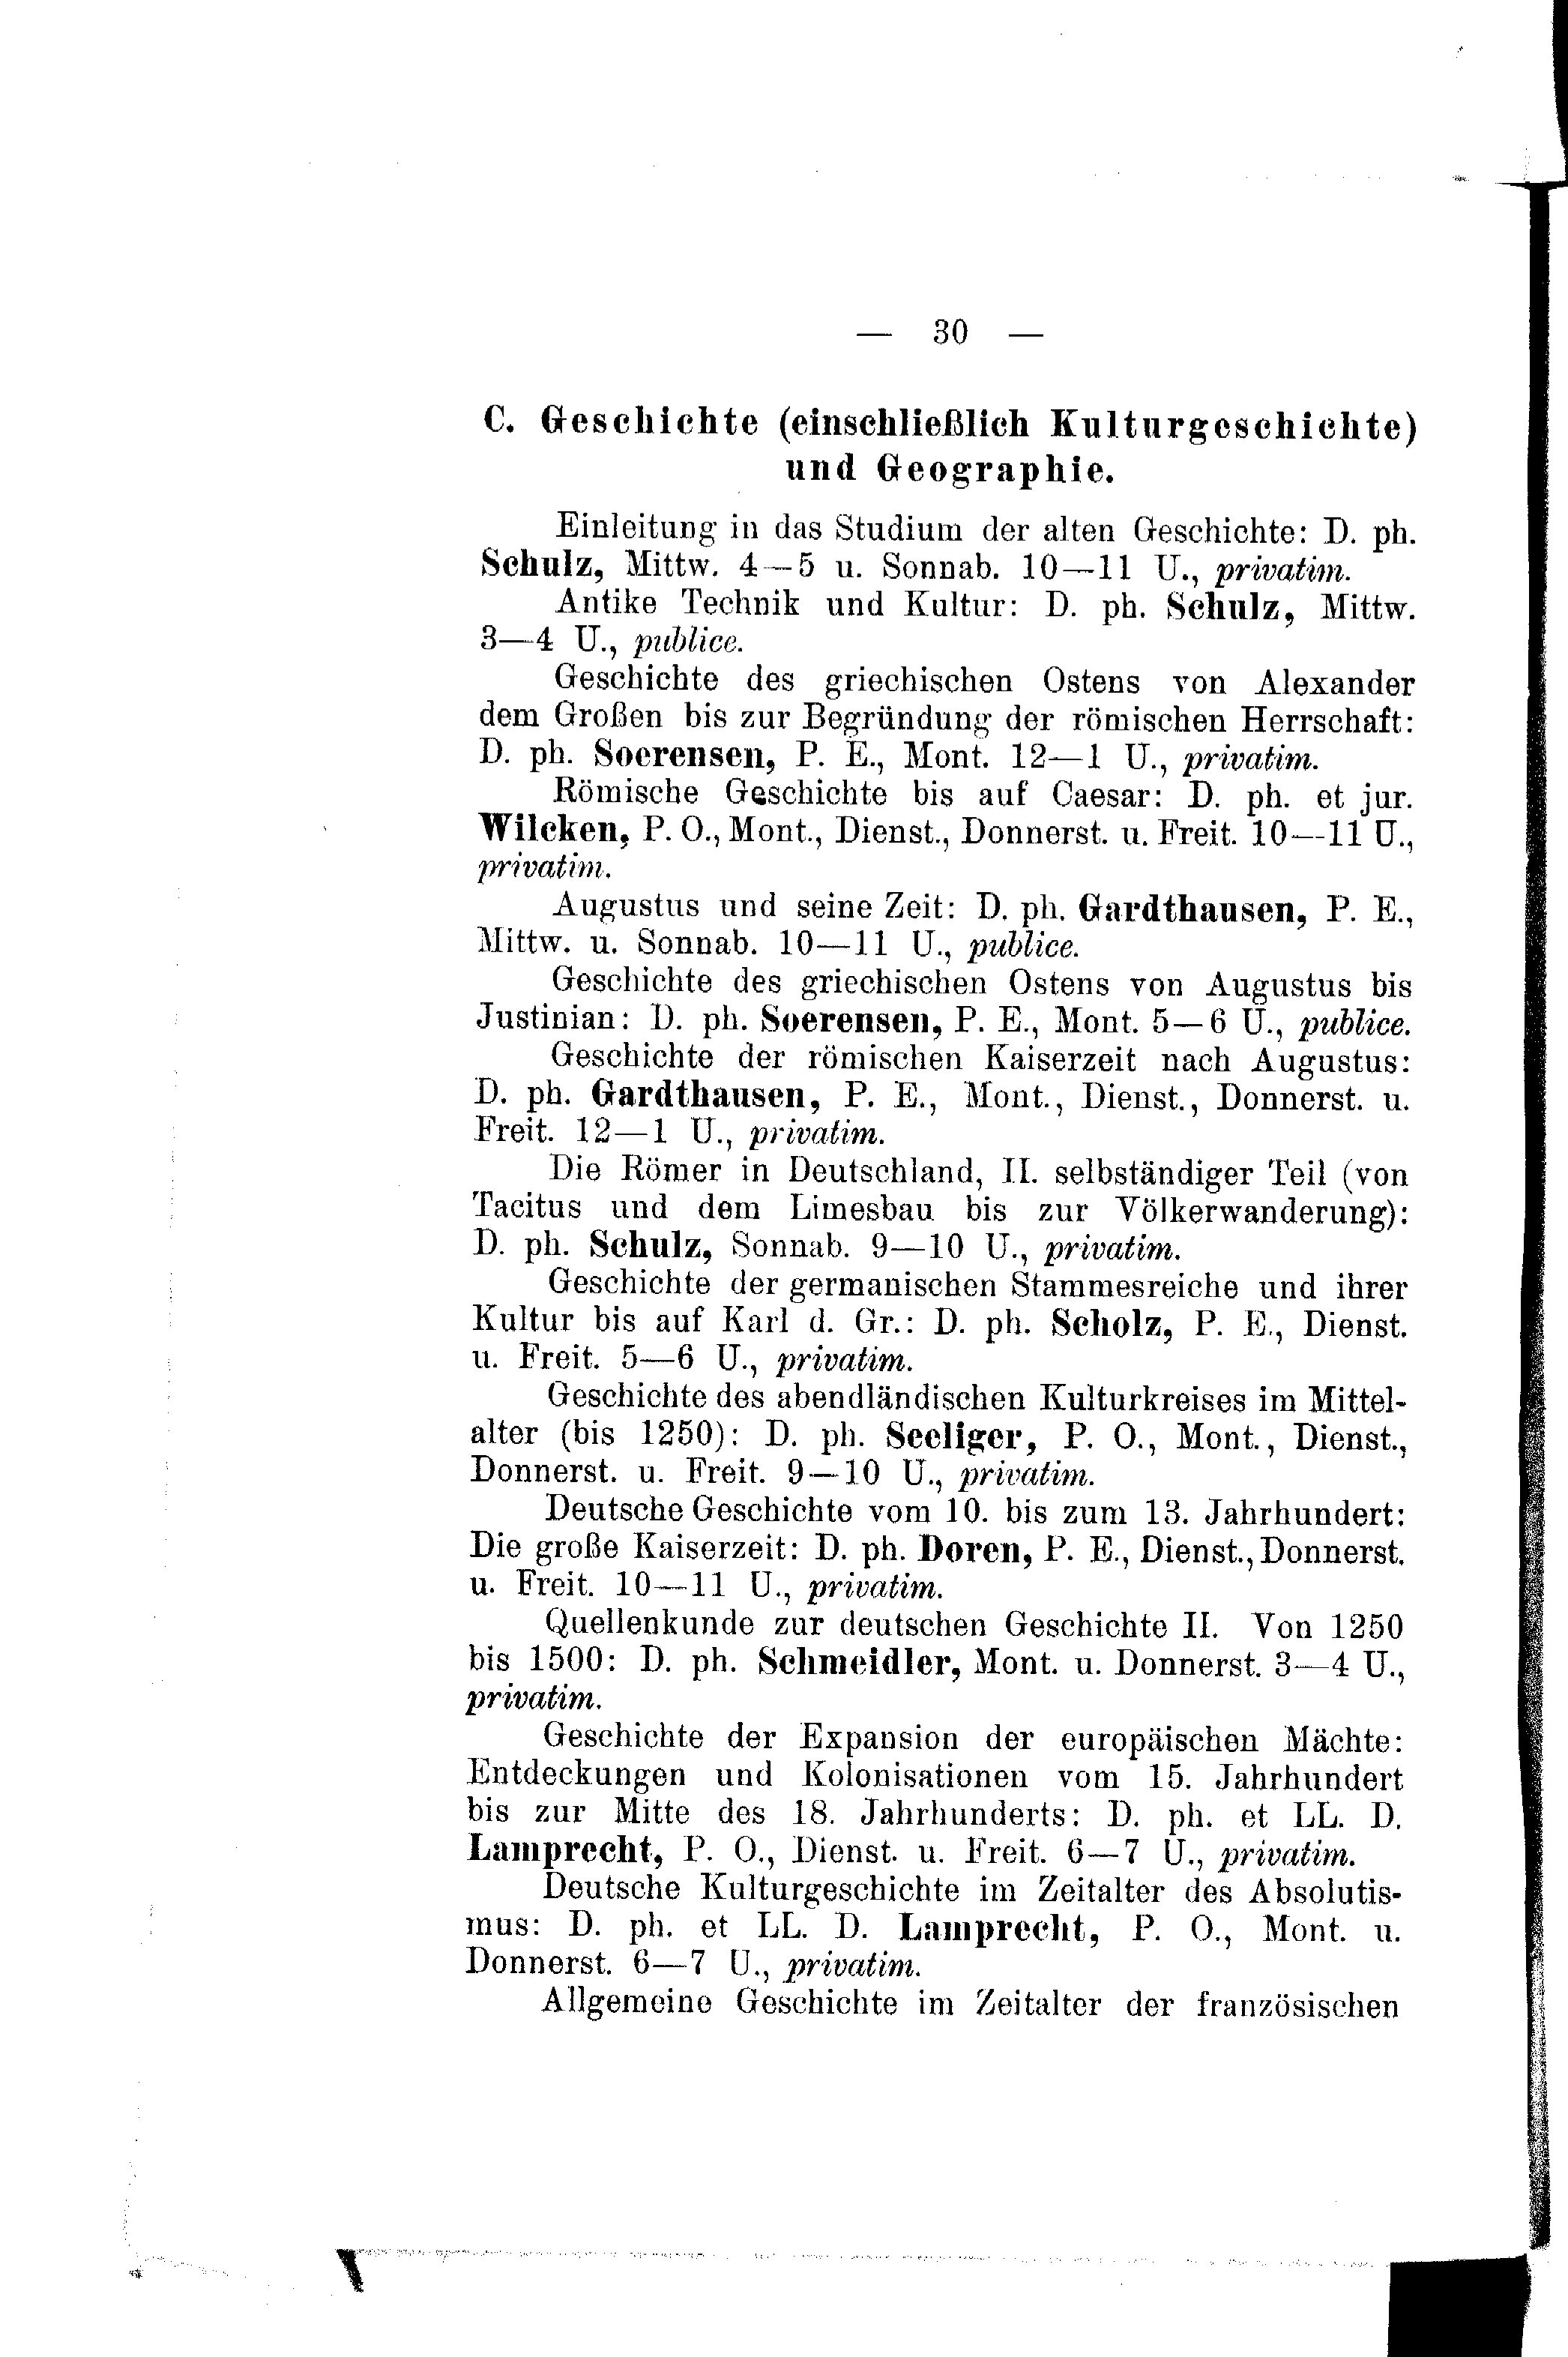 — 30 —
C. Geschichte (einschließlich Kulturgeschichte)
und Geographie.
Einleitung in das Studium der alten Geschichte: D. ph.
Schulz, Mittw. 4—5 u. Sonnab. 10—11 U., privatim.
Antike Technik und Kultur: D. ph. Schulz, Mittw.
3—4 U., publice.
Geschichte des griechischen Ostens von Alexander
dem Großen bis zur Begründung der römischen Herrschaft:
D. ph. Soerensen, P. E., Mont. 12—1 U., privatim.
Römische Geschichte bis auf Caesar: D. ph. et jur.
Wilcken, P. O., Mont., Dienst., Donnerst. u. Freit. 10—11 U.,
privatim.
Augustus und seine Zeit: D. ph. Gardthausen, P. E.,
Mittw. u. Sonnab. 10—11 U., publice.
Geschichte des griechischen Ostens von Augustus bis
Justinian: D. ph. Soerensen, P. E., Mont. 5—6 U., publice.
Geschichte der römischen Kaiserzeit nach Augustus:
D. ph. Gardthausen, P. E., Mont., Dienst., Donnerst. u.
Freit. 12—1 U., privatim.
Die Römer in Deutschland, II. selbständiger Teil (von
Tacitus und dem Limesbau bis zur Völkerwanderung):
D. ph. Schulz, Sonnab. 9—10 U., privatim.
Geschichte der germanischen Stammesreiche und ihrer
Kultur bis auf Karl d. Gr.: D. ph. Scholz, P. E., Dienst.
u. Freit. 5—6 U., privatim.
Geschichte des abendländischen Kulturkreises im Mittel-
alter (bis 1250): D. ph. Seeliger, P. O., Mont., Dienst.,
Donnerst. u. Freit. 9—10 U., privatim.
Deutsche Geschichte vom 10. bis zum 13. Jahrhundert:
Die große Kaiserzeit: D. ph. Doren, P. E., Dienst., Donnerst.
u. Freit. 10—11 U., privatim.
Quellenkunde zur deutschen Geschichte II. Von 1250
bis 1500: D. ph. Schmeidler, Mont. u. Donnerst. 3—4 U.,
privatim.
Geschichte der Expansion der europäischen Mächte:
Entdeckungen und Kolonisationen vom 15. Jahrhundert
bis zur Mitte des 18. Jahrhunderts: D. ph. et LL. D.
Lamprecht, P. O., Dienst. u. Freit. 6—7 U., privatim.
Deutsche Kulturgeschichte im Zeitalter des Absolutis-
mus: D. ph. et LL. D. Lamprecht, P. O., Mont. u.
Donnerst. 6—7 U., privatim.
Allgemeine Geschichte im Zeitalter der französischen